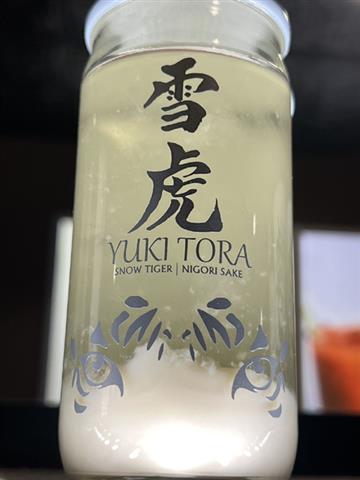 雪
虎
YUKI TORA
SNOW TIGER | NIGORI SAKE